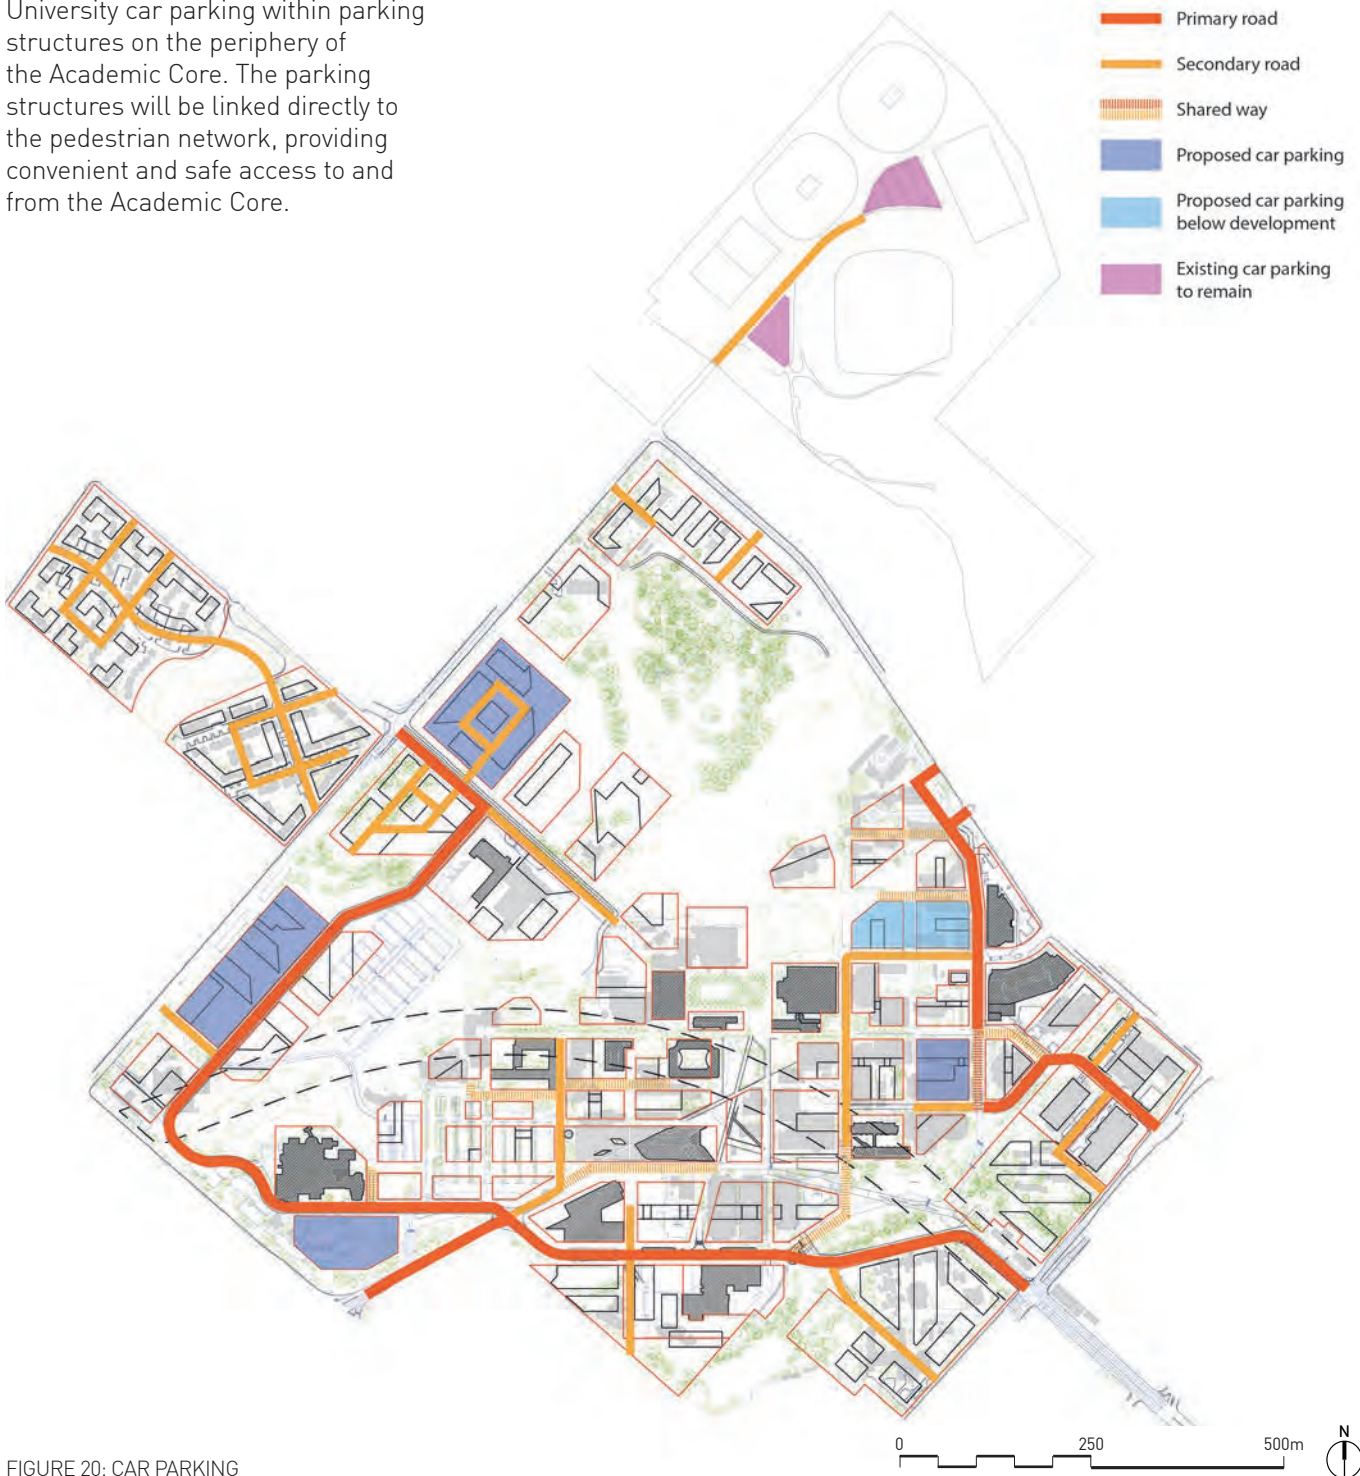 University car parking within parking
structures on the periphery of
the Academic Core. The parking
structures will be linked directly to
the pedestrian network, providing
convenient and safe access to and
from the Academic Core.
Primary road
Secondary road
Shared way
Proposed car parking
Proposed car parking
below development
Existing car parking
to remain
FIGURE 20: CAR PARKING
0 250 500m
N